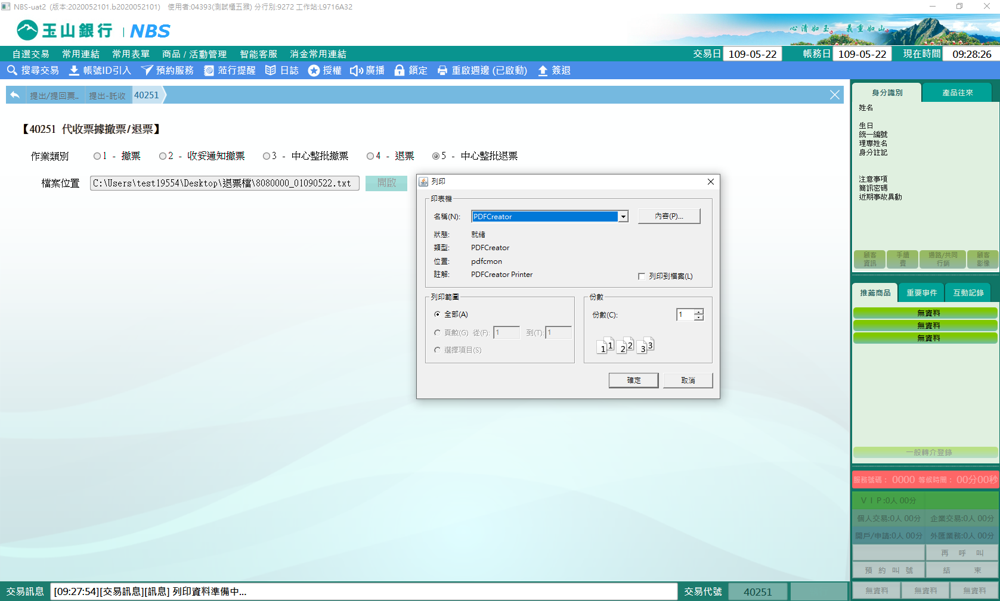 NBS-uat2 (版本:2020052101.b2020052101) 使用者:04393(測試櫃五猴) 分行別:9272 工作站:L9716A32
玉山銀行 | NBS
心清如玉。義重如山。
自選交易 常用連結 常用表單 商品 / 活動管理 智能客服 消金常用連結
交易日 109-05-22 帳務日 109-05-22 現在時間 09:28:26
搜尋交易 帳號ID引入 預約服務 蒞行提醒 日誌 授權 廣播 鎖定 重啟週邊 (已啟動) 簽退
提出/提回票.. 提出-託收 40251
【40251 代收票據撤票/退票】
作業類別 1 - 撤票 2 - 收妥通知撤票 3 - 中心整批撤票 4 - 退票 5 - 中心整批退票
檔案位置 C:\Users\test19554\Desktop\退票檔\8080000_01090522.txt 開啟
列印
印表機
名稱(N): PDFCreator 內容(P)...
狀態: 就緒
類型: PDFCreator
位置: pdfcmon
註解: PDFCreator Printer
列印到檔案(L)
列印範圍
全部(A)
頁數(G) 從(F): 1 到(T): 1
選擇項目(S)
份數
份數(C): 1
1 1 2 2 3 3
確定 取消
身分識別 產品往來
姓名
生日
統一編號
理專姓名
身分註記
注意事項
簡訊密碼
近期事故異動
顧客資訊 手續費 通路/共同行銷 顧客影像
推薦商品 重要事件 互動記錄
無資料
無資料
無資料
一般轉介登錄
服務號碼： 0000 等候時間： 00分00秒
ＶＩＰ:0人 00分
個人交易:0人 00分 企業交易:0人 00分
開戶/申請:0人 00分 外匯業務:0人 00分
再 呼 叫
預 約 叫 號 結 束
無資料 無資料 無資料
交易訊息 [09:27:54][交易訊息][訊息] 列印資料準備中...
交易代號 40251